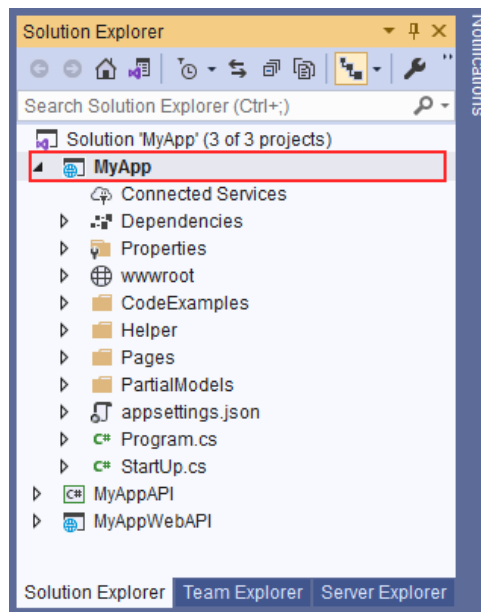 Solution Explorer
Search Solution Explorer (Ctrl+;)
Solution 'MyApp' (3 of 3 projects)
MyApp
Connected Services
Dependencies
Properties
wwwroot
CodeExamples
Helper
Pages
PartialModels
appsettings.json
C# Program.cs
C# StartUp.cs
C# MyAppAPI
MyAppWebAPI
Solution Explorer Team Explorer Server Explorer
Notifications